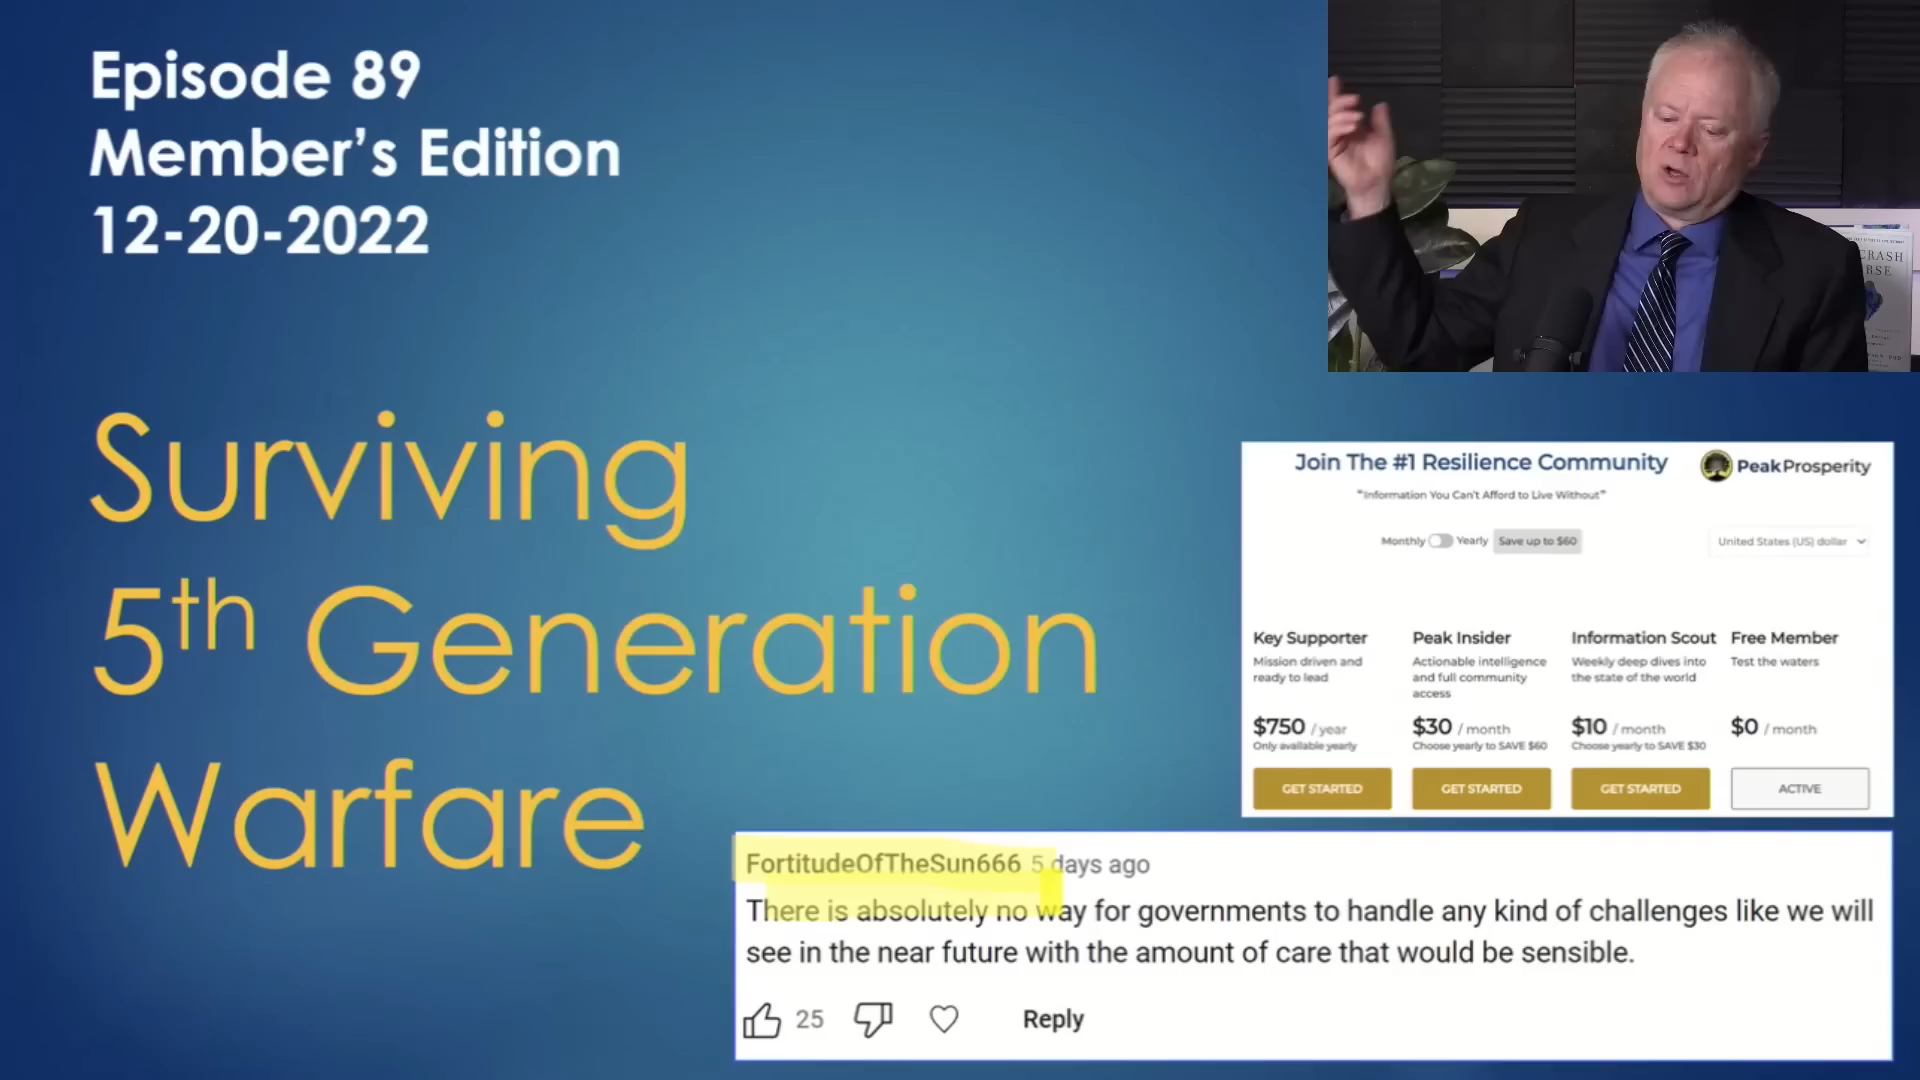 Episode 89
Member's Edition
12-20-2022
Surviving
5th Generation
Warfare
CRASH
RSE
Join The #1 Resilience Community
PeakProsperity
"Information You Can't Afford to Live Without"
Monthly Yearly Save up to $60
United States (US) dollar
Key Supporter
Mission driven and
ready to lead
$750 / year
Only available yearly
GET STARTED
Peak Insider
Actionable intelligence
and full community
access
$30 / month
Choose yearly to SAVE $60
GET STARTED
Information Scout
Weekly deep dives into
the state of the world
$10 / month
Choose yearly to SAVE $30
GET STARTED
Free Member
Test the waters
$0 / month
ACTIVE
FortitudeOfTheSun666 5 days ago
There is absolutely no way for governments to handle any kind of challenges like we will
see in the near future with the amount of care that would be sensible.
25
Reply